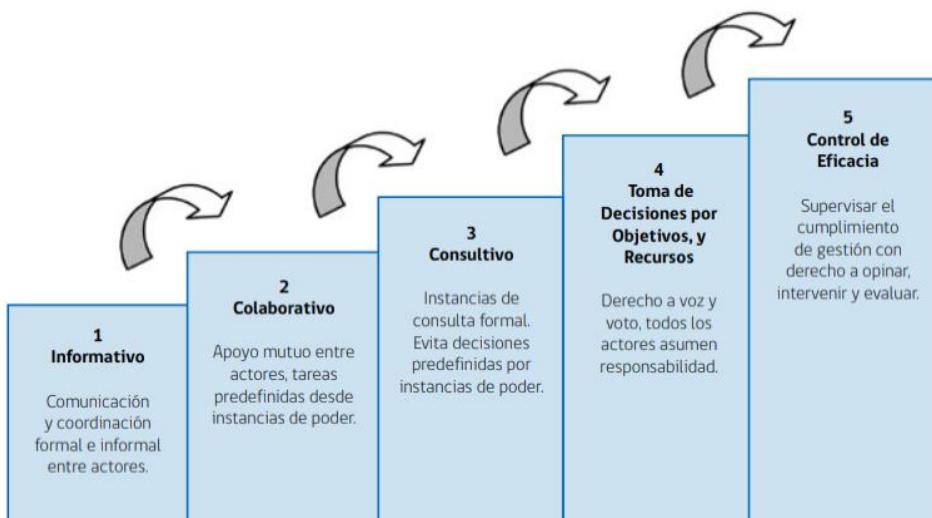 1
Informativo
Comunicación
y coordinación
formal e informal
entre actores.
2
Colaborativo
Apoyo mutuo entre
actores, tareas
predefinidas desde
instancias de poder.
3
Consultivo
Instancias de
consulta formal.
Evita decisiones
predefinidas por
instancias de poder.
4
Toma de
Decisiones por
Objetivos, y
Recursos
Derecho a voz y
voto, todos los
actores asumen
responsabilidad.
5
Control de
Eficacia
Supervisar el
cumplimiento
de gestión con
derecho a opinar,
intervenir y evaluar.